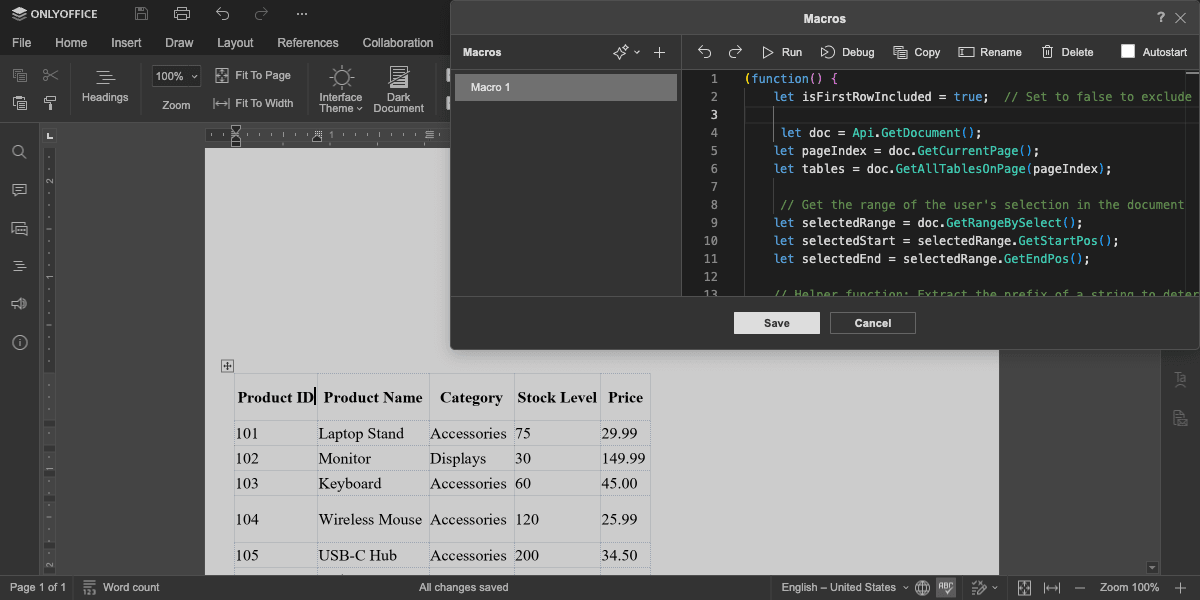 ONLYOFFICE
File Home Insert Draw Layout References Collaboration
Headings
100%
Zoom
Fit To Page
Fit To Width
Interface Theme
Dark Document
Macros
Macros
Run Debug Copy Rename Delete Autostart
Macro 1
1 (function() {
2 let isFirstRowIncluded = true; // Set to false to exclude
3
4 let doc = Api.GetDocument();
5 let pageIndex = doc.GetCurrentPage();
6 let tables = doc.GetAllTablesOnPage(pageIndex);
7
8 // Get the range of the user's selection in the document
9 let selectedRange = doc.GetRangeBySelect();
10 let selectedStart = selectedRange.GetStartPos();
11 let selectedEnd = selectedRange.GetEndPos();
12
13 // Helper function: Extract the prefix of a string to deter
Save Cancel
Product ID Product Name Category Stock Level Price
101 Laptop Stand Accessories 75 29.99
102 Monitor Displays 30 149.99
103 Keyboard Accessories 60 45.00
104 Wireless Mouse Accessories 120 25.99
105 USB-C Hub Accessories 200 34.50
Page 1 of 1 Word count All changes saved English – United States ABC Zoom 100%